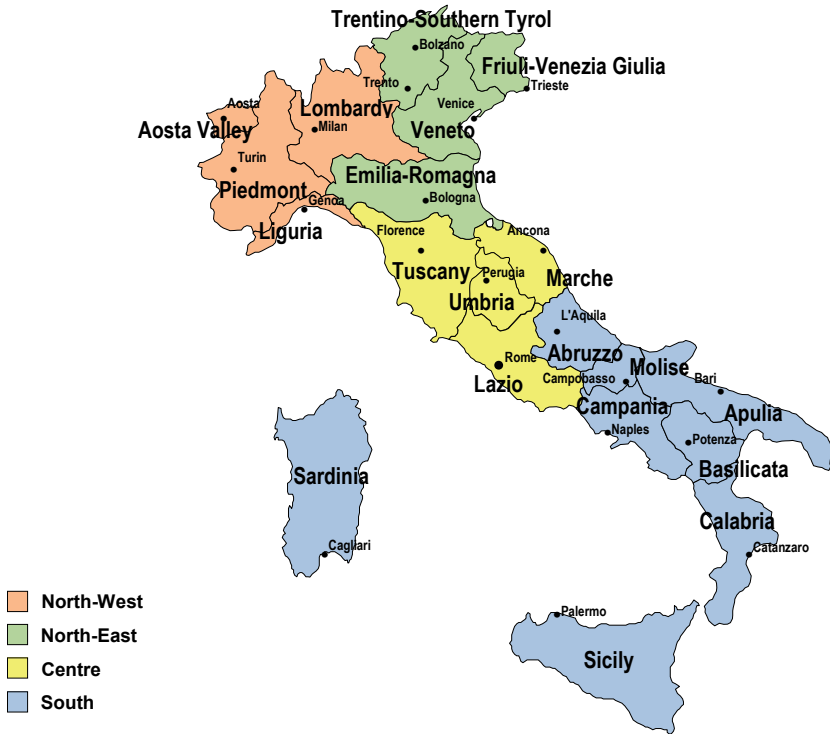 Trentino-Southern Tyrol
Bolzano
Friuli-Venezia Giulia
Trento
Trieste
Venice
Aosta
Lombardy
Milan
Aosta Valley
Veneto
Turin
Emilia-Romagna
Piedmont
Genoa
Bologna
Liguria
Florence
Ancona
Tuscany
Perugia
Marche
Umbria
L'Aquila
Abruzzo
Rome
Molise
Lazio
Campobasso
Bari
Campania
Apulia
Naples
Potenza
Sardinia
Basilicata
Calabria
Cagliari
Catanzaro
North-West
Palermo
North-East
Sicily
Centre
South